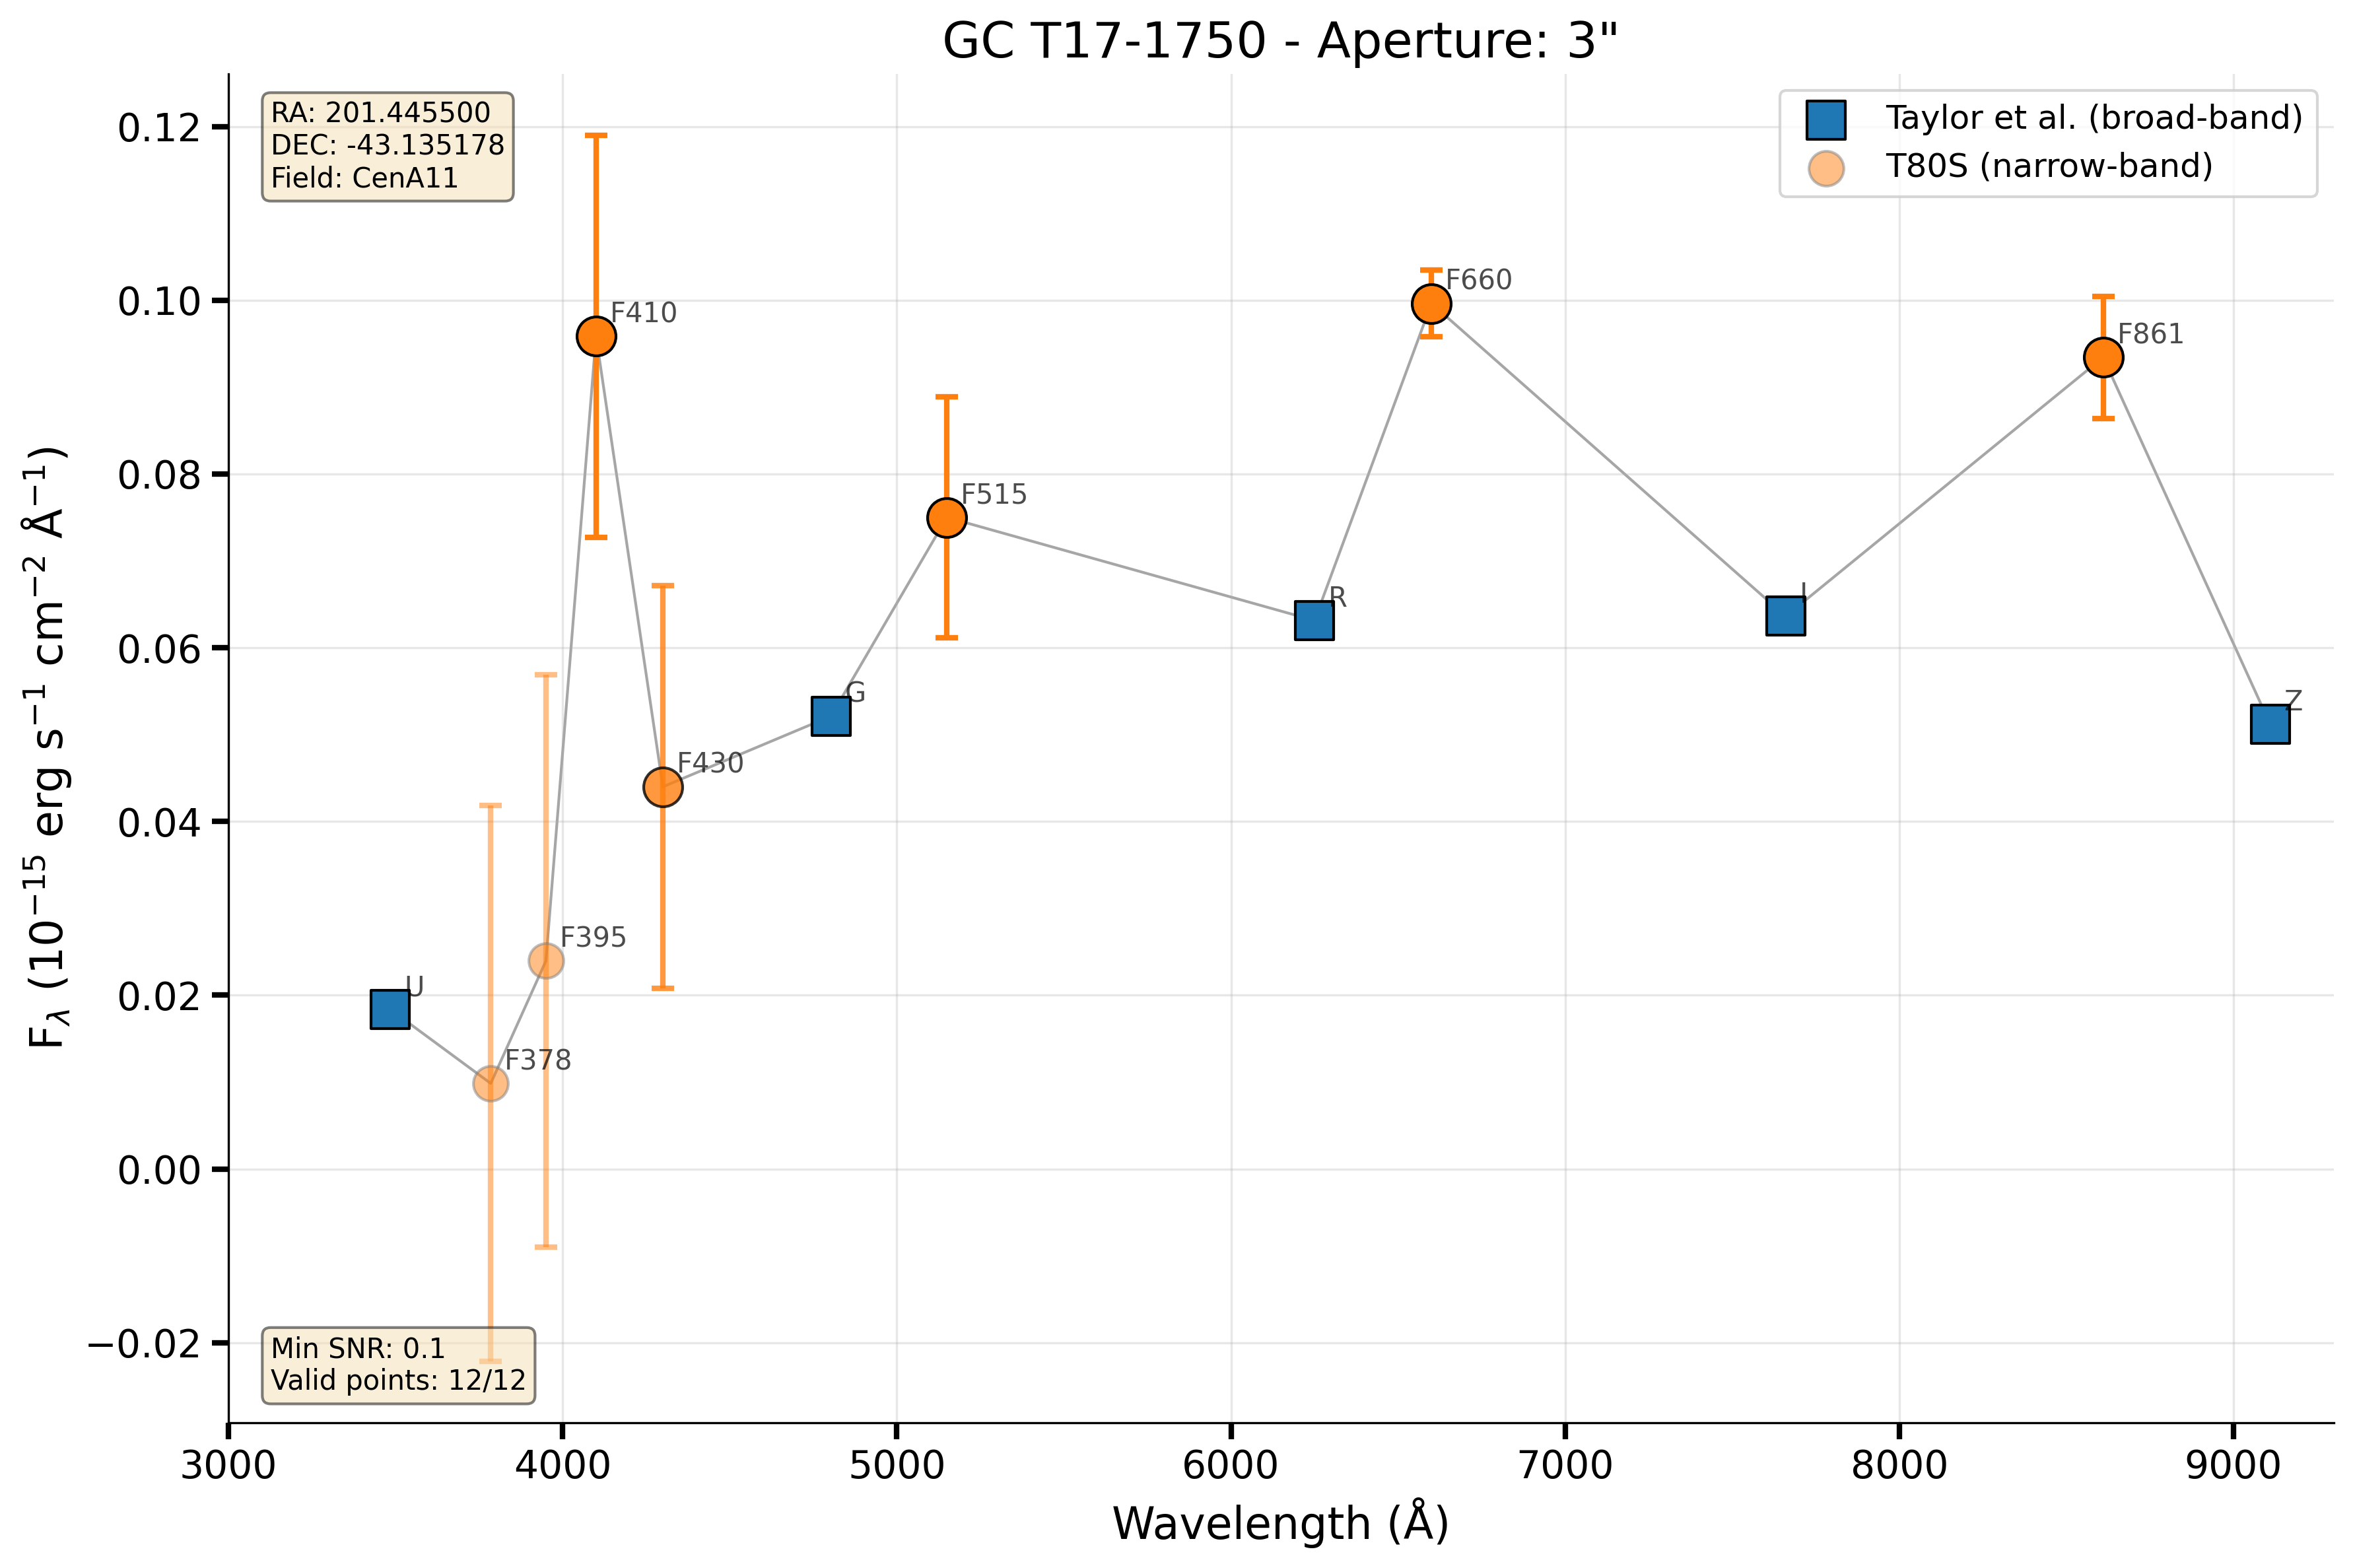 GC T17-1750 - Aperture: 3"
RA: 201.445500
DEC: -43.135178
Field: CenA11
Taylor et al. (broad-band)
T80S (narrow-band)
0.12
0.10
0.08
0.06
0.04
0.02
0.00
−0.02
F_λ (10⁻¹⁵ erg s⁻¹ cm⁻² Å⁻¹)
U
F378
F395
F410
F430
G
F515
R
F660
I
F861
Z
Min SNR: 0.1
Valid points: 12/12
3000 4000 5000 6000 7000 8000 9000
Wavelength (Å)